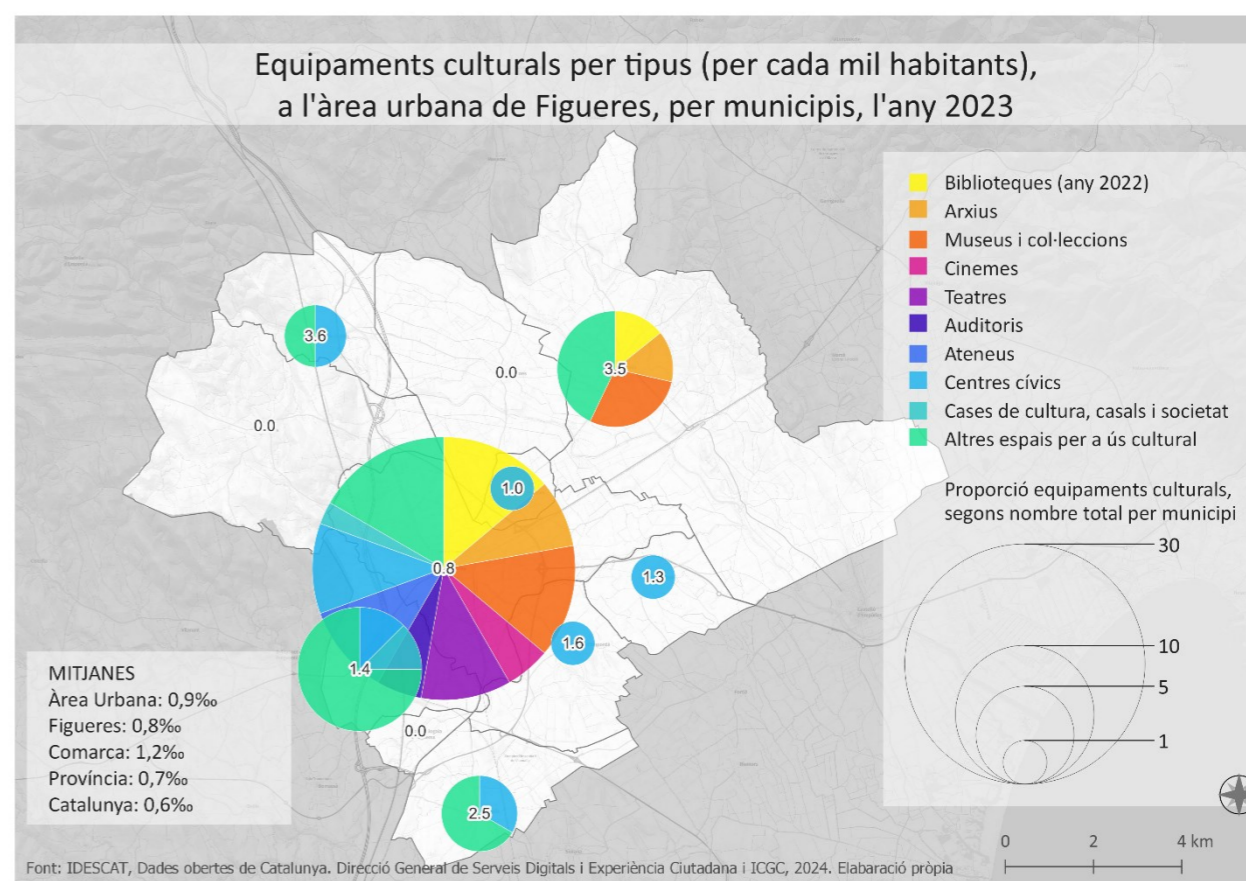 Equipaments culturals per tipus (per cada mil habitants),
a l'àrea urbana de Figueres, per municipis, l'any 2023
Biblioteques (any 2022)
Arxius
Museus i col·leccions
Cinemes
Teatres
Auditoris
Ateneus
Centres cívics
Cases de cultura, casals i societat
Altres espais per a ús cultural
Proporció equipaments culturals,
segons nombre total per municipi
30
10
5
1
3.6
0.0
3.5
0.0
1.0
0.8
1.3
1.6
1.4
0.0
2.5
MITJANES
Àrea Urbana: 0,9‰
Figueres: 0,8‰
Comarca: 1,2‰
Província: 0,7‰
Catalunya: 0,6‰
0 2 4 km
Font: IDESCAT, Dades obertes de Catalunya. Direcció General de Serveis Digitals i Experiència Ciutadana i ICGC, 2024. Elaboració pròpia